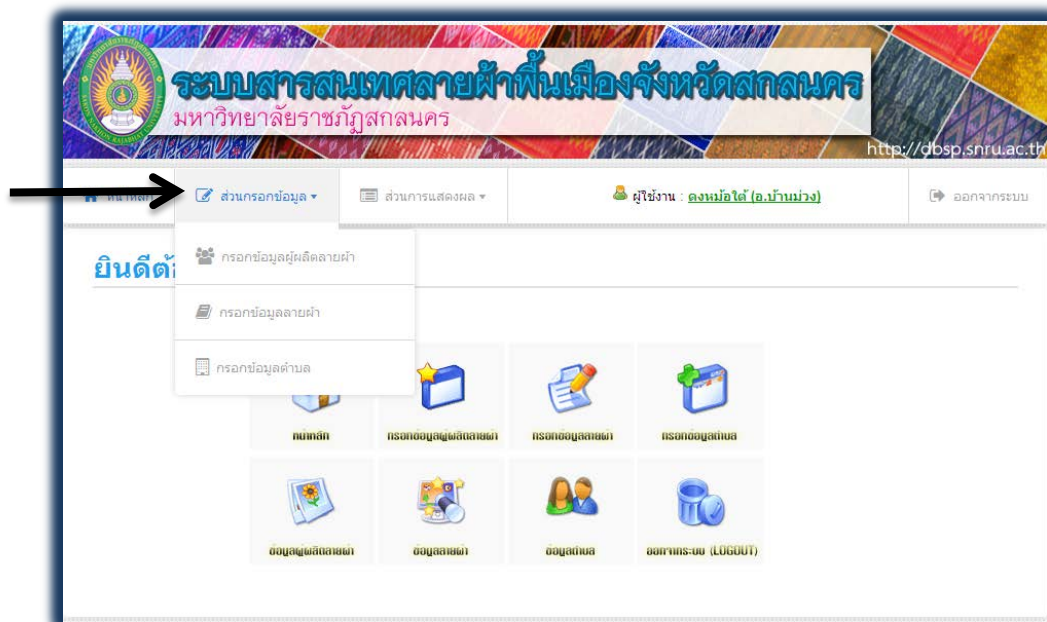 ระบบสารสนเทศลายผ้าพื้นเมืองจังหวัดสกลนคร
มหาวิทยาลัยราชภัฏสกลนคร
http://dbsp.snru.ac.th
หน้าหลัก
ส่วนกรอกข้อมูล
ส่วนการแสดงผล
ผู้ใช้งาน : ดงหม้อใต้ (อ.บ้านม่วง)
ออกจากระบบ
กรอกข้อมูลผู้ผลิตลายผ้า
ยินดีต้
กรอกข้อมูลลายผ้า
กรอกข้อมูลตำบล
หน้าหลัก
กรอกข้อมูลผู้ผลิตลายผ้า
กรอกข้อมูลลายผ้า
กรอกข้อมูลตำบล
ข้อมูลผู้ผลิตลายผ้า
ข้อมูลลายผ้า
ข้อมูลตำบล
ออกจากระบบ (LOGOUT)